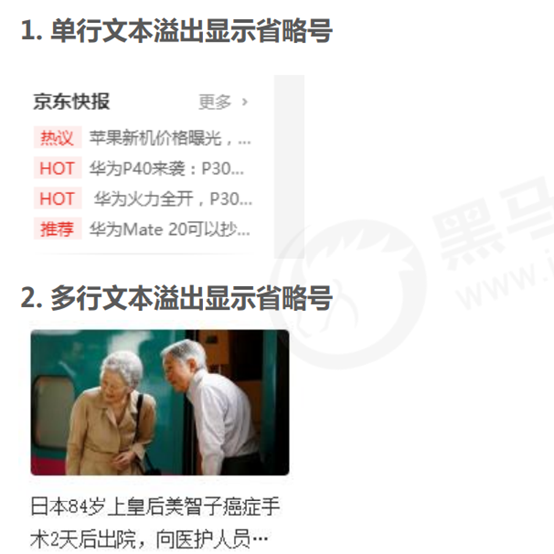 1. 单行文本溢出显示省略号
京东快报 更多 ›
热议 苹果新机价格曝光，...
HOT 华为P40来袭：P30...
HOT 华为火力全开，P30...
推荐 华为Mate 20可以抄...
黑马
www.i
2. 多行文本溢出显示省略号
日本84岁上皇后美智子癌症手
术2天后出院，向医护人员…